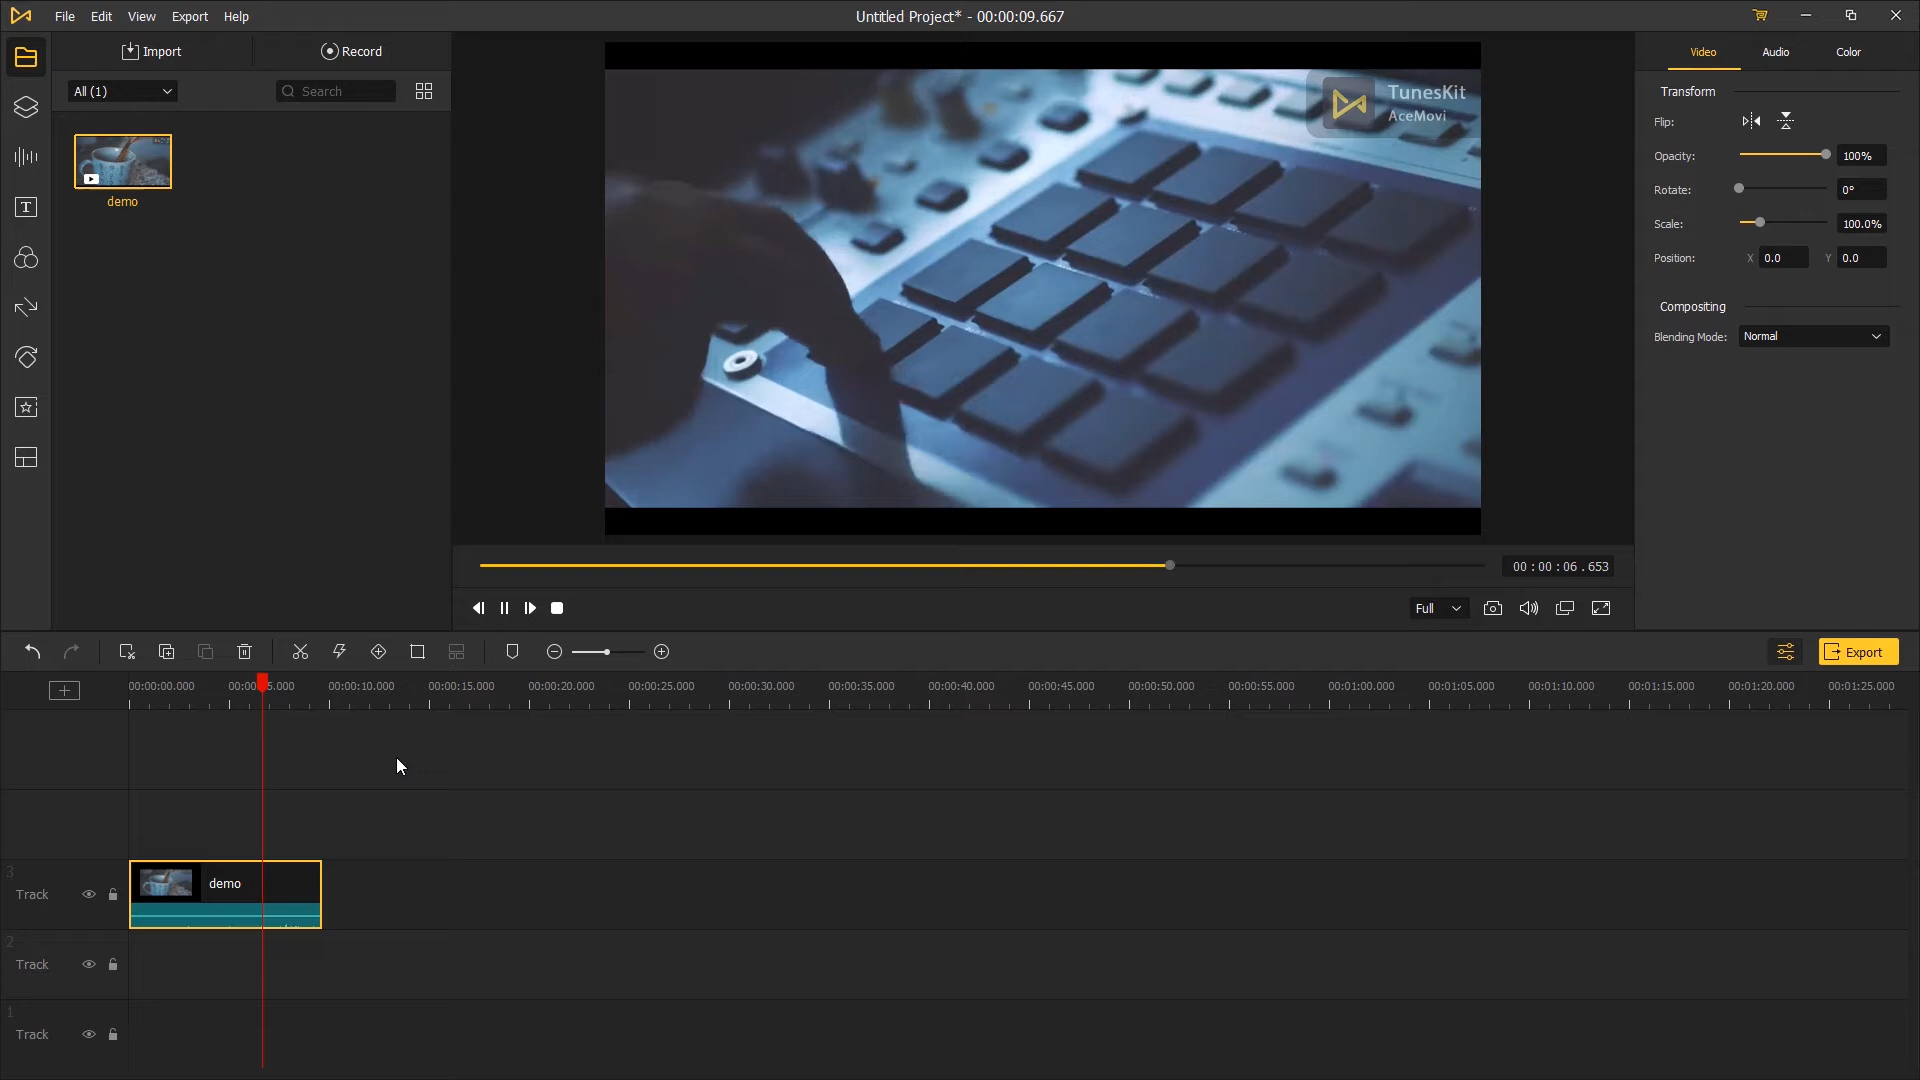 File Edit View Export Help
Untitled Project* - 00:00:09.667
Import Record
All (1) Search
demo
TunesKit
AceMovi
Video Audio Color
Transform
Flip:
Opacity: 100%
Rotate: 0°
Scale: 100.0%
Position: X 0.0 Y 0.0
Compositing
Blending Mode: Normal
00 : 00 : 06 . 653
Full
Export
00:00:00.000 00:00: 5.000 00:00:10.000 00:00:15.000 00:00:20.000 00:00:25.000 00:00:30.000 00:00:35.000 00:00:40.000 00:00:45.000 00:00:50.000 00:00:55.000 00:01:00.000 00:01:05.000 00:01:10.000 00:01:15.000 00:01:20.000 00:01:25.000
3
Track
demo
2
Track
1
Track